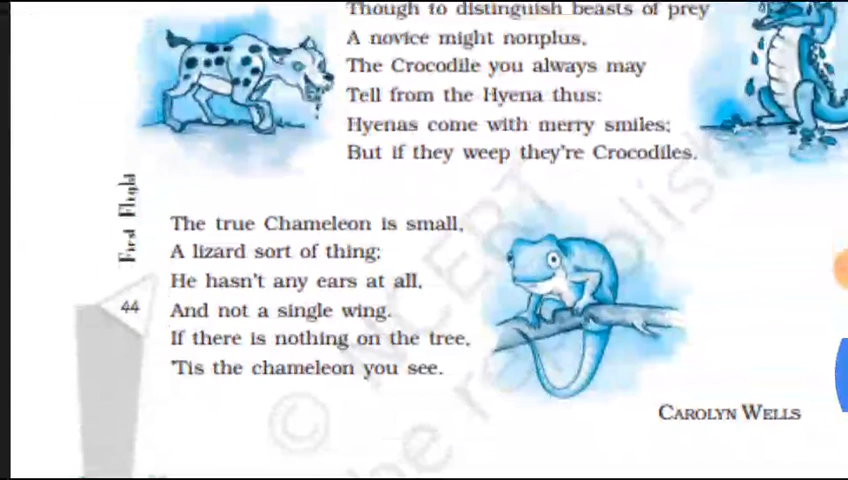 Though to distinguish beasts of prey
A novice might nonplus,
The Crocodile you always may
Tell from the Hyena thus:
Hyenas come with merry smiles;
But if they weep they're Crocodiles.
First Flight
44
The true Chameleon is small,
A lizard sort of thing;
He hasn't any ears at all,
And not a single wing.
If there is nothing on the tree,
'Tis the chameleon you see.
CAROLYN WELLS
© NCERT